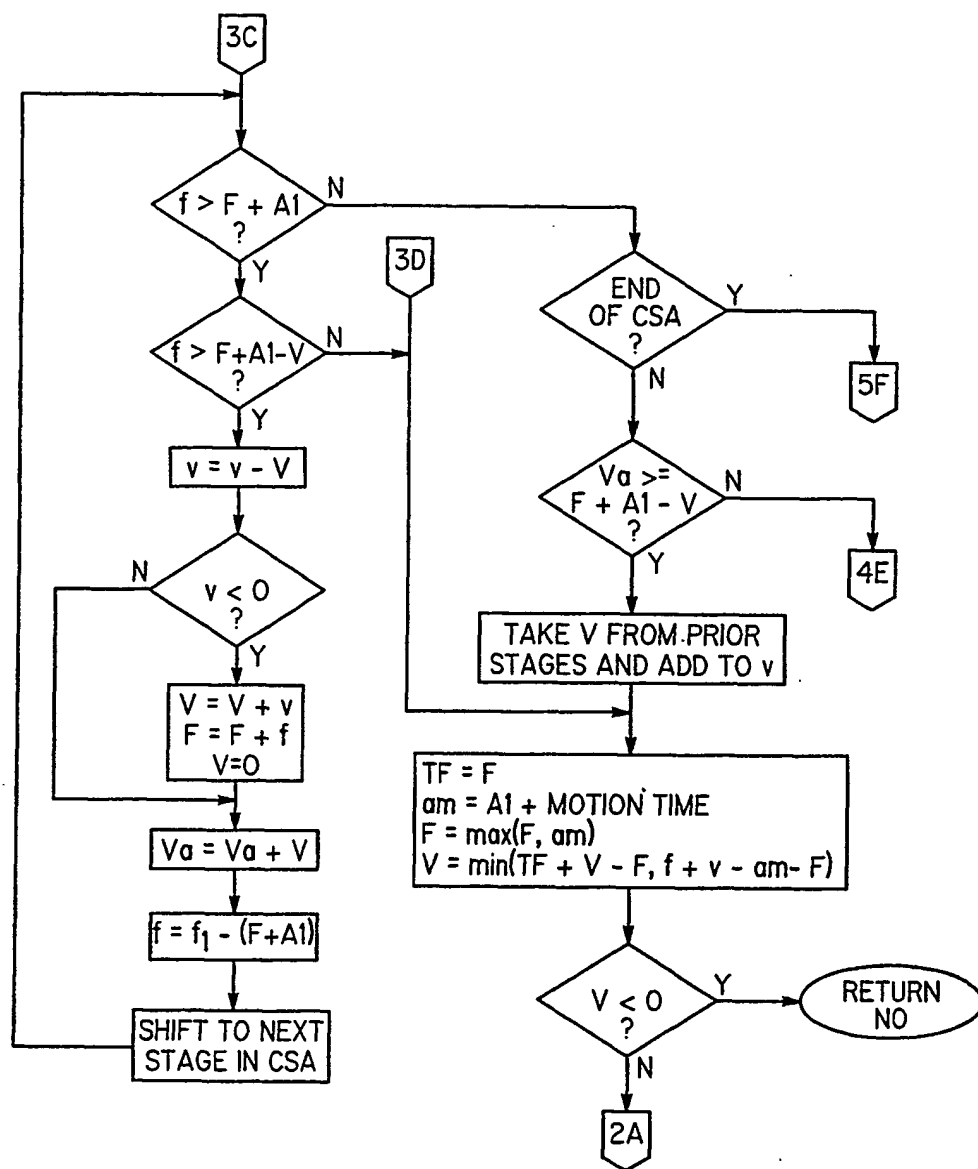 3C
f > F + A1
?
N
Y
3D
f > F+A1-V
?
N
Y
v = v - V
v < 0
?
N
Y
V = V + v
F = F + f
V=0
Va = Va + V
f = f1 - (F+A1)
SHIFT TO NEXT
STAGE IN CSA
END
OF CSA
?
Y
N
5F
Va >=
F + A1 - V
?
N
Y
4E
TAKE V FROM PRIOR
STAGES AND ADD TO v
TF = F
am = A1 + MOTION TIME
F = max(F, am)
V = min(TF + V - F, f + v - am- F)
V < 0
?
Y
N
RETURN
NO
2A